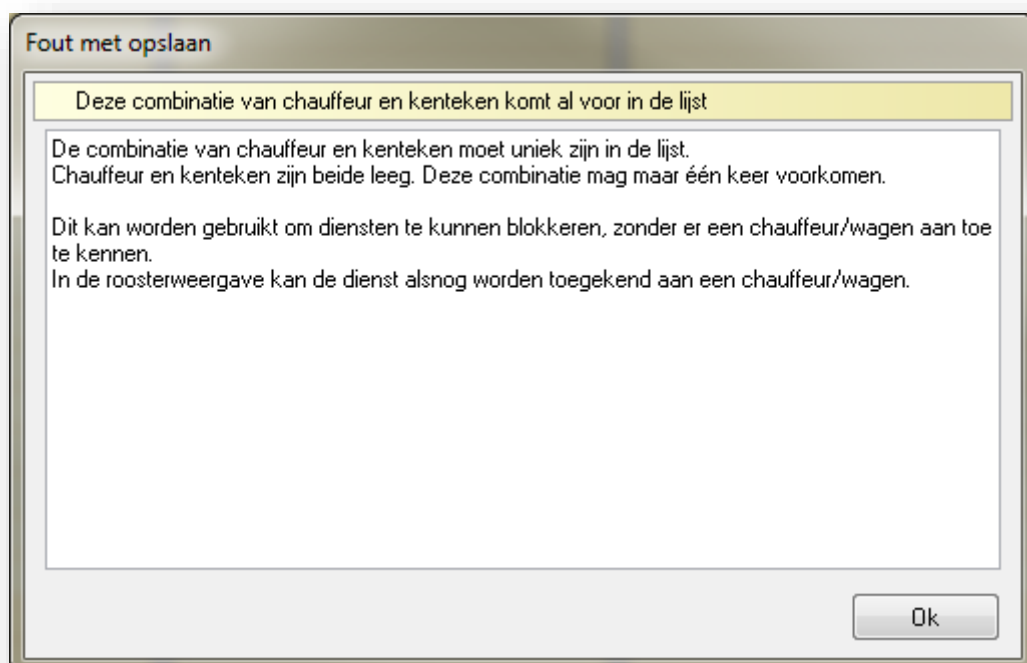 Fout met opslaan
Deze combinatie van chauffeur en kenteken komt al voor in de lijst
De combinatie van chauffeur en kenteken moet uniek zijn in de lijst.
Chauffeur en kenteken zijn beide leeg. Deze combinatie mag maar één keer voorkomen.
Dit kan worden gebruikt om diensten te kunnen blokkeren, zonder er een chauffeur/wagen aan toe
te kennen.
In de roosterweergave kan de dienst alsnog worden toegekend aan een chauffeur/wagen.
Ok